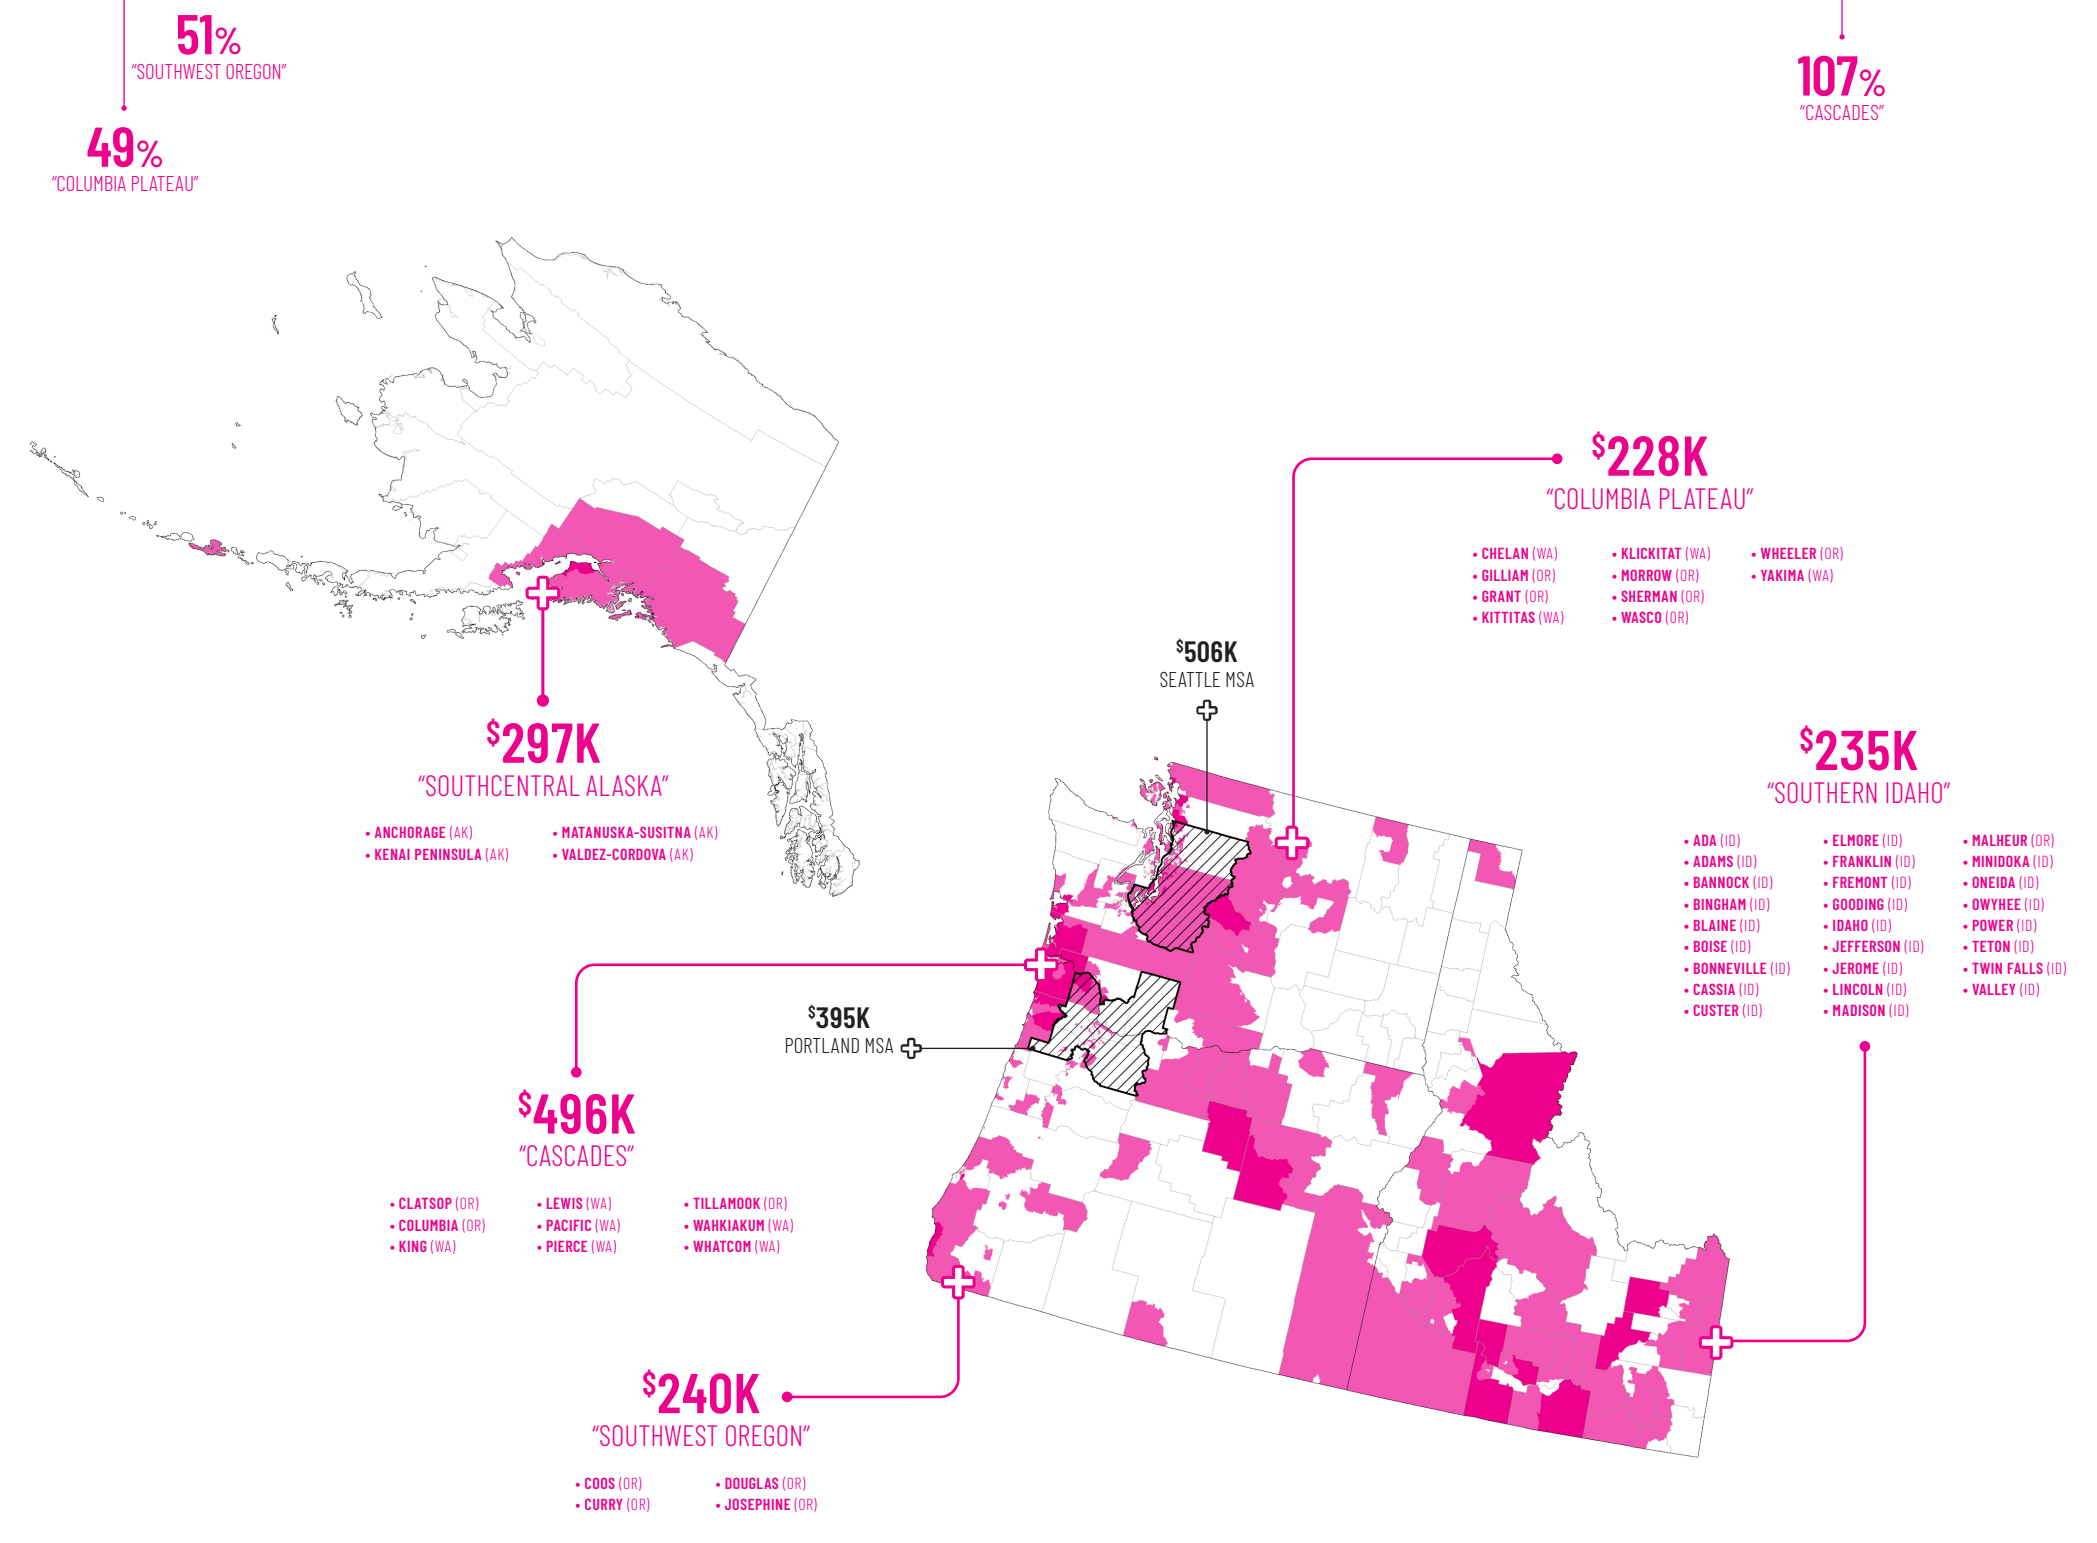 51%
“SOUTHWEST OREGON”
49%
“COLUMBIA PLATEAU”
107%
“CASCADES”
$228K
“COLUMBIA PLATEAU”
• CHELAN (WA)
• GILLIAM (OR)
• GRANT (OR)
• KITTITAS (WA)
• KLICKITAT (WA)
• MORROW (OR)
• SHERMAN (OR)
• WASCO (OR)
• WHEELER (OR)
• YAKIMA (WA)
$506K
SEATTLE MSA
$297K
“SOUTHCENTRAL ALASKA”
• ANCHORAGE (AK)
• KENAI PENINSULA (AK)
• MATANUSKA-SUSITNA (AK)
• VALDEZ-CORDOVA (AK)
$235K
“SOUTHERN IDAHO”
• ADA (ID)
• ADAMS (ID)
• BANNOCK (ID)
• BINGHAM (ID)
• BLAINE (ID)
• BOISE (ID)
• BONNEVILLE (ID)
• CASSIA (ID)
• CUSTER (ID)
• ELMORE (ID)
• FRANKLIN (ID)
• FREMONT (ID)
• GOODING (ID)
• IDAHO (ID)
• JEFFERSON (ID)
• JEROME (ID)
• LINCOLN (ID)
• MADISON (ID)
• MALHEUR (OR)
• MINIDOKA (ID)
• ONEIDA (ID)
• OWYHEE (ID)
• POWER (ID)
• TETON (ID)
• TWIN FALLS (ID)
• VALLEY (ID)
$395K
PORTLAND MSA
$496K
“CASCADES”
• CLATSOP (OR)
• COLUMBIA (OR)
• KING (WA)
• LEWIS (WA)
• PACIFIC (WA)
• PIERCE (WA)
• TILLAMOOK (OR)
• WAHKIAKUM (WA)
• WHATCOM (WA)
$240K
“SOUTHWEST OREGON”
• COOS (OR)
• CURRY (OR)
• DOUGLAS (OR)
• JOSEPHINE (OR)